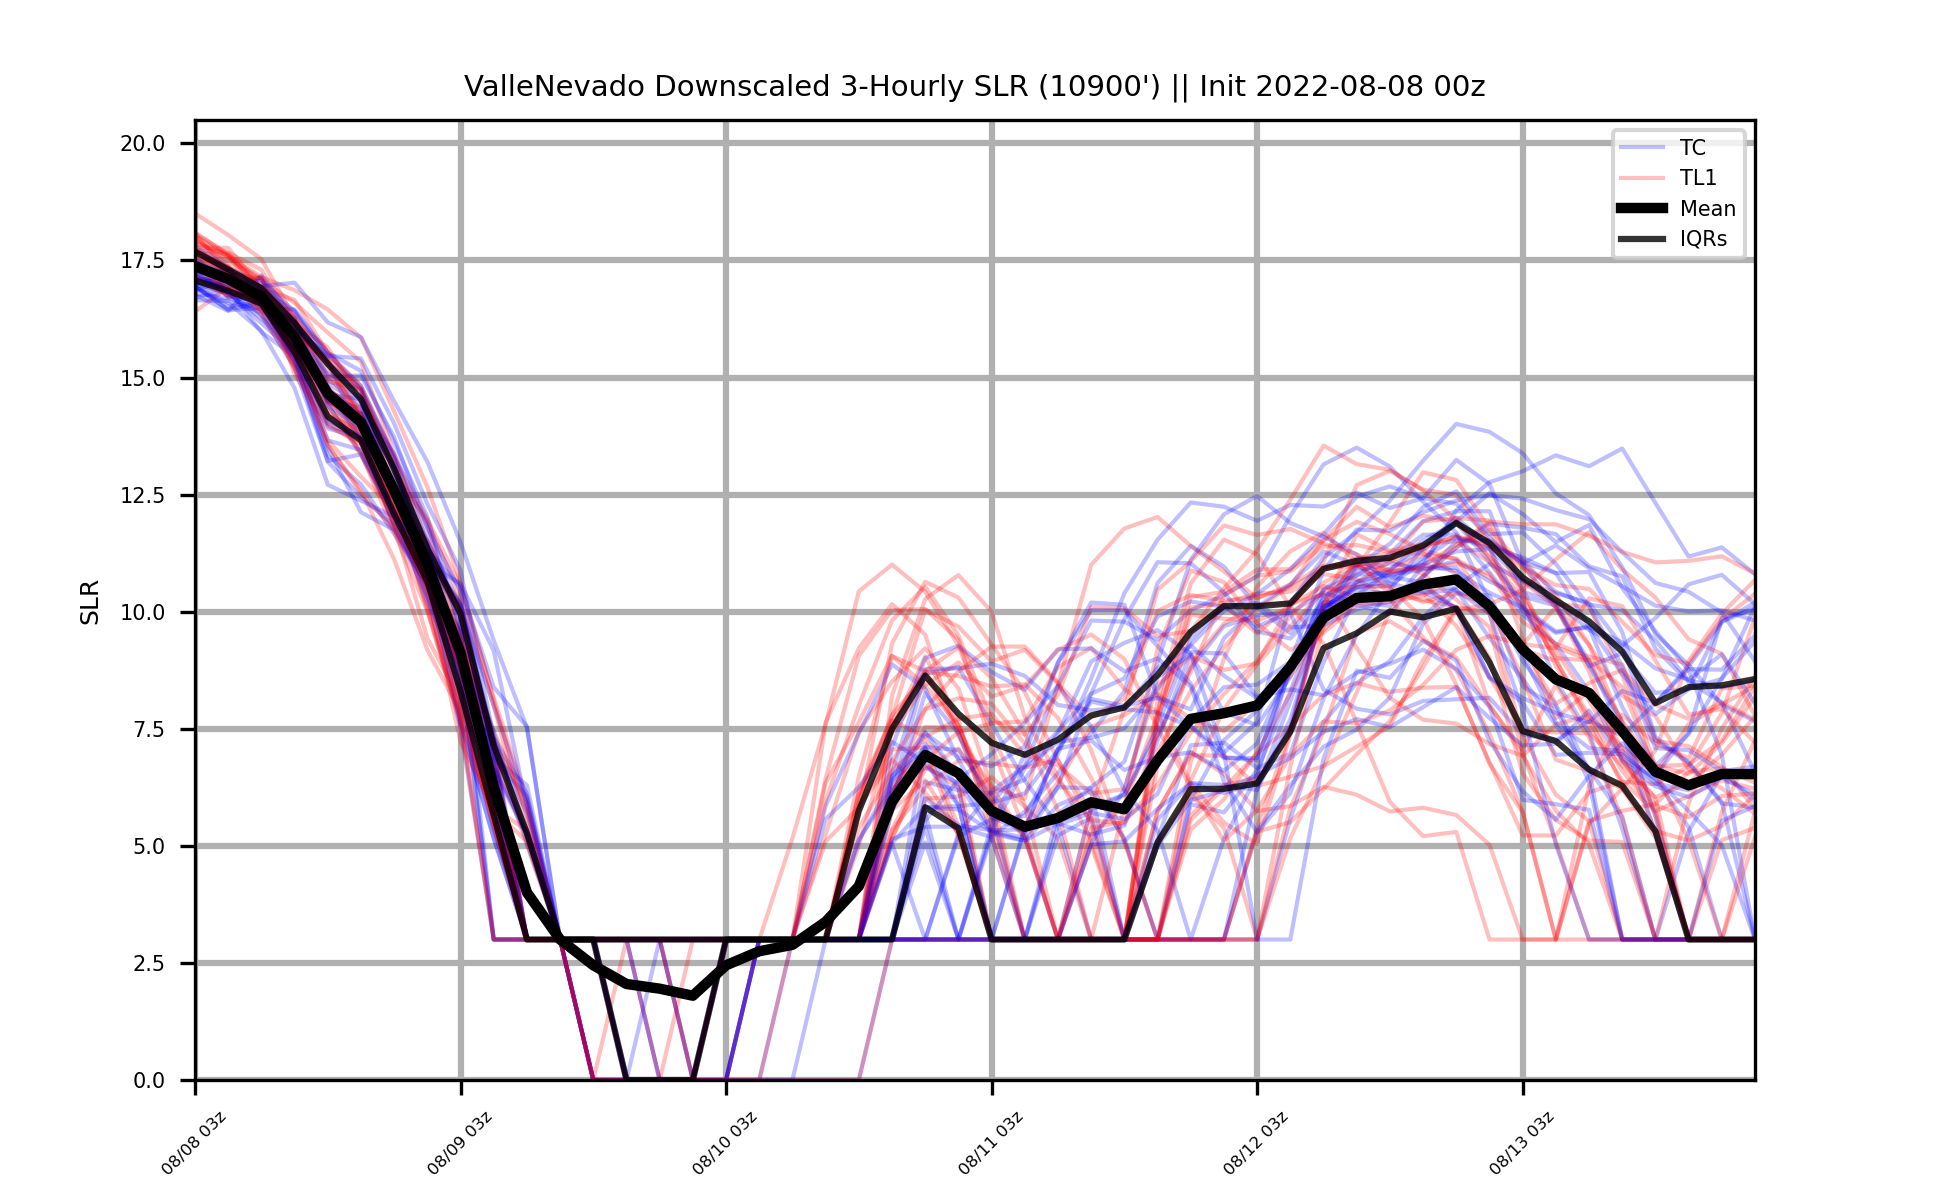 ValleNevado Downscaled 3-Hourly SLR (10900') || Init 2022-08-08 00z
20.0
17.5
15.0
12.5
10.0
7.5
5.0
2.5
0.0
SLR
TC
TL1
Mean
IQRs
08/08 03z
08/09 03z
08/10 03z
08/11 03z
08/12 03z
08/13 03z